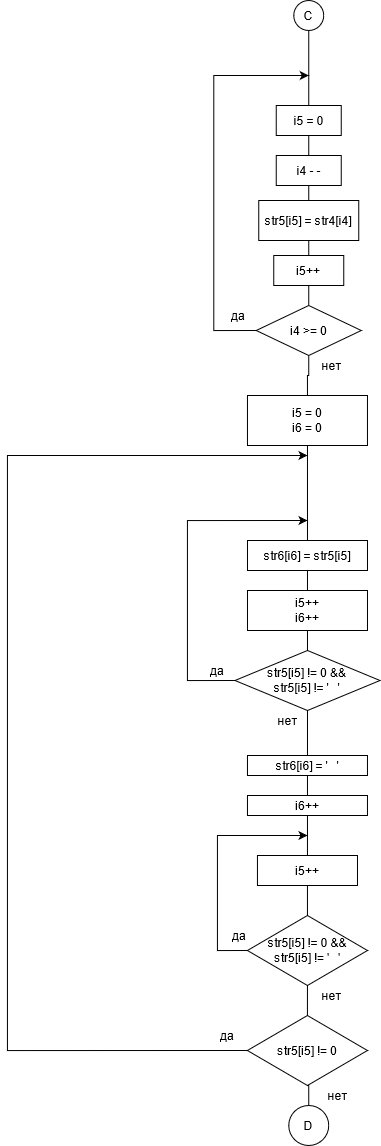 C
i5 = 0
i4 - -
str5[i5] = str4[i4]
i5++
да
i4 >= 0
нет
i5 = 0
i6 = 0
str6[i6] = str5[i5]
i5++
i6++
да
str5[i5] != 0 &&
str5[i5] != ' '
нет
str6[i6] = ' '
i6++
i5++
да
str5[i5] != 0 &&
str5[i5] != ' '
нет
да
str5[i5] != 0
нет
D